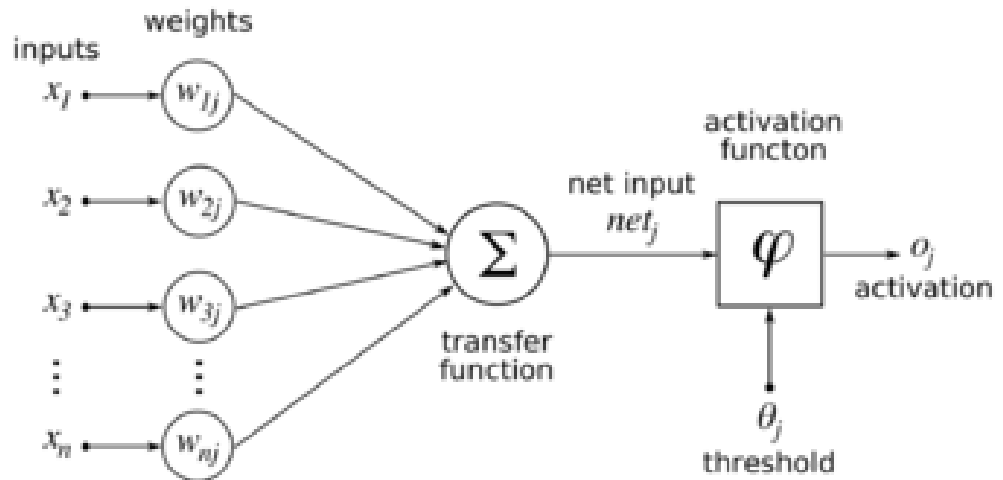 weights
inputs
x1
w1j
x2
w2j
x3
w3j
⋮
⋮
xn
wnj
Σ
transfer
function
net input
netj
activation
functon
φ
oj
activation
θj
threshold